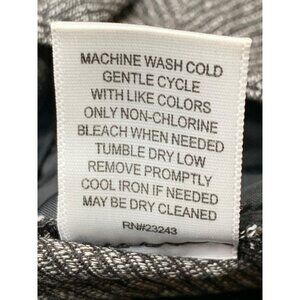 MACHINE WASH COLD
GENTLE CYCLE
WITH LIKE COLORS
ONLY NON-CHLORINE
BLEACH WHEN NEEDED
TUMBLE DRY LOW
REMOVE PROMPTLY
COOL IRON IF NEEDED
MAY BE DRY CLEANED
RN#23243